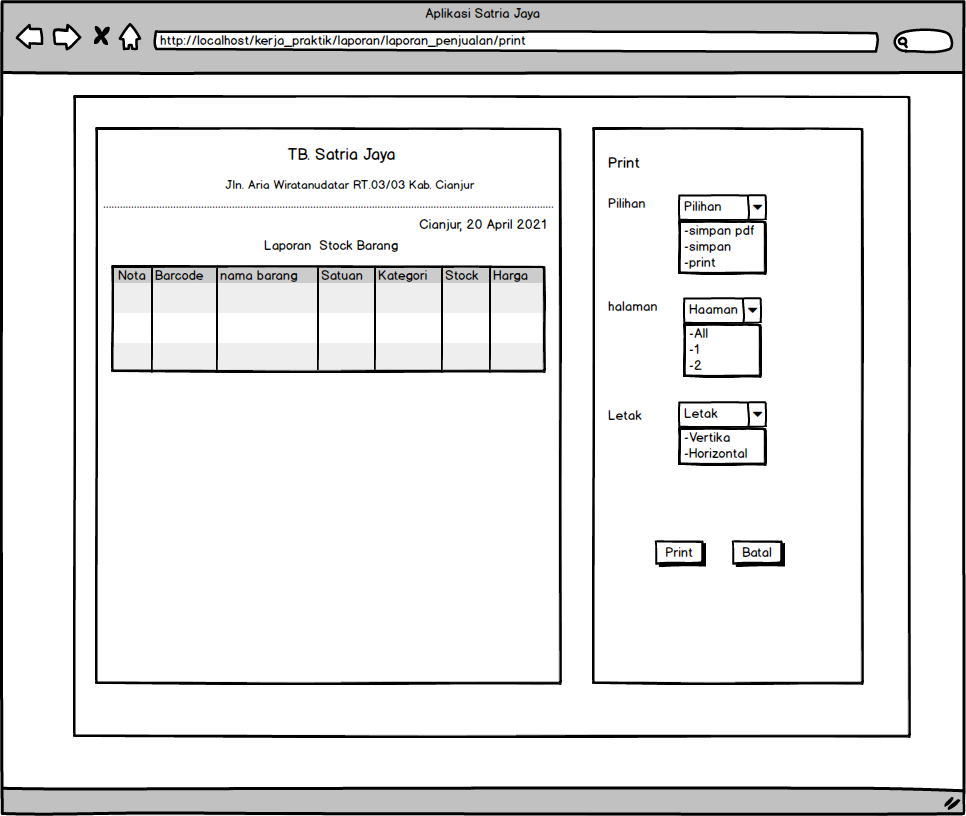 Aplikasi Satria Jaya
http://localhost/kerja_praktik/laporan/laporan_penjualan/print
TB. Satria Jaya
Jln. Aria Wiratanudatar RT.03/03 Kab. Cianjur
Cianjur, 20 April 2021
Laporan Stock Barang
Nota Barcode nama barang Satuan Kategori Stock Harga
Print
Pilihan Pilihan
-simpan pdf
-simpan
-print
halaman Haaman
-All
-1
-2
Letak Letak
-Vertika
-Horizontal
Print Batal